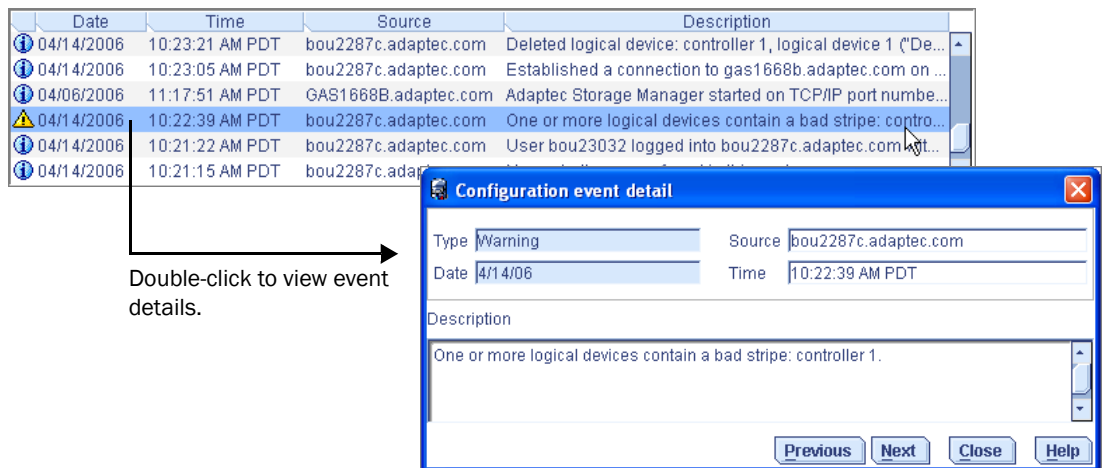 Date Time Source Description
04/14/2006 10:23:21 AM PDT bou2287c.adaptec.com Deleted logical device: controller 1, logical device 1 ("De...
04/14/2006 10:23:05 AM PDT bou2287c.adaptec.com Established a connection to gas1668b.adaptec.com on ...
04/06/2006 11:17:51 AM PDT GAS1668B.adaptec.com Adaptec Storage Manager started on TCP/IP port numbe...
04/14/2006 10:22:39 AM PDT bou2287c.adaptec.com One or more logical devices contain a bad stripe: contro...
04/14/2006 10:21:22 AM PDT bou2287c.adaptec.com User bou23032 logged into bou2287c.adaptec.com
04/14/2006 10:21:15 AM PDT bou2287c.adap
Configuration event detail
Type Warning Source bou2287c.adaptec.com
Date 4/14/06 Time 10:22:39 AM PDT
Description
One or more logical devices contain a bad stripe: controller 1.
Previous Next Close Help
Double-click to view event
details.